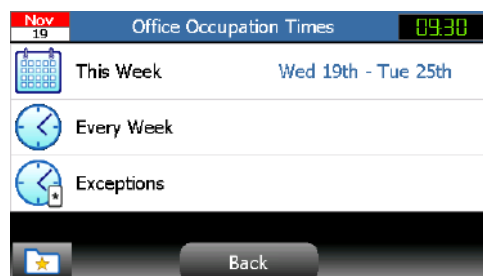 Nov
19
Office Occupation Times
09:30
This Week
Wed 19th - Tue 25th
Every Week
Exceptions
Back